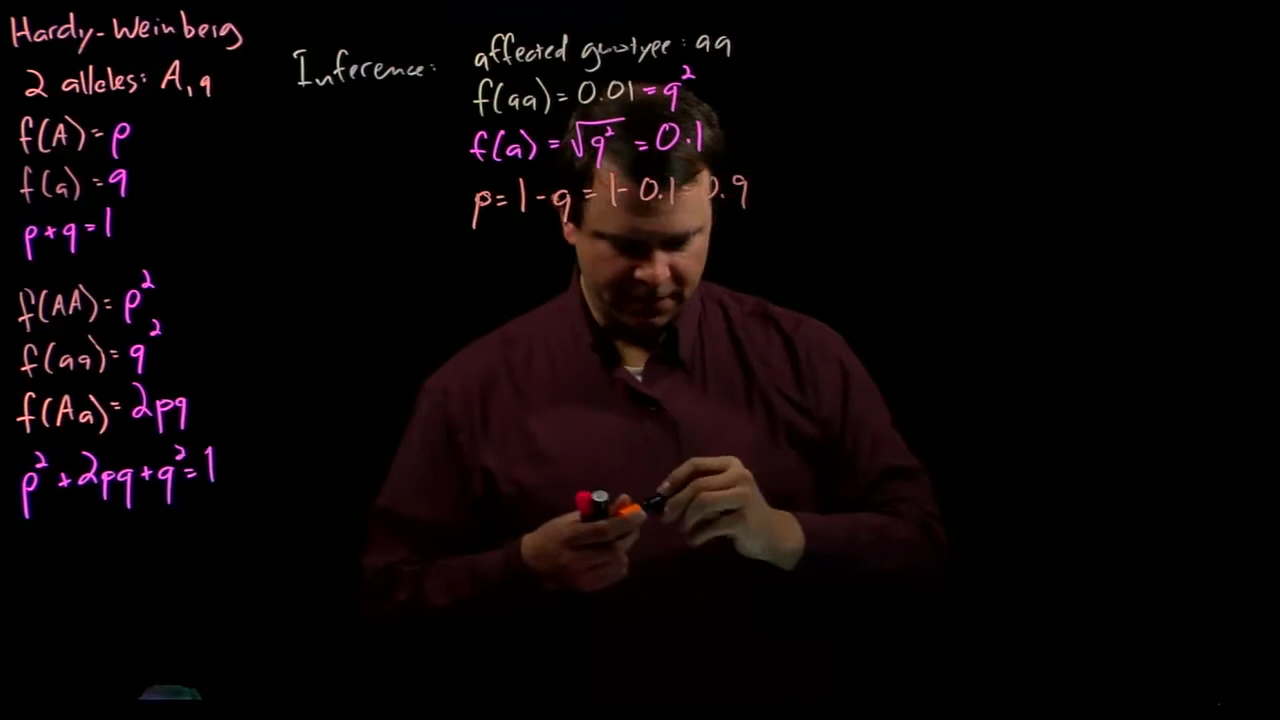 Hardy-Weinberg
2 alleles: A, a
f(A) = p
f(a) = q
p + q = 1
f(AA) = p²
f(aa) = q²
f(Aa) = 2pq
p² + 2pq + q² = 1
Inference:
affected genotype: aa
f(aa) = 0.01 = q²
f(a) = √q² = 0.1
p = 1 - q = 1 - 0.1 = 0.9